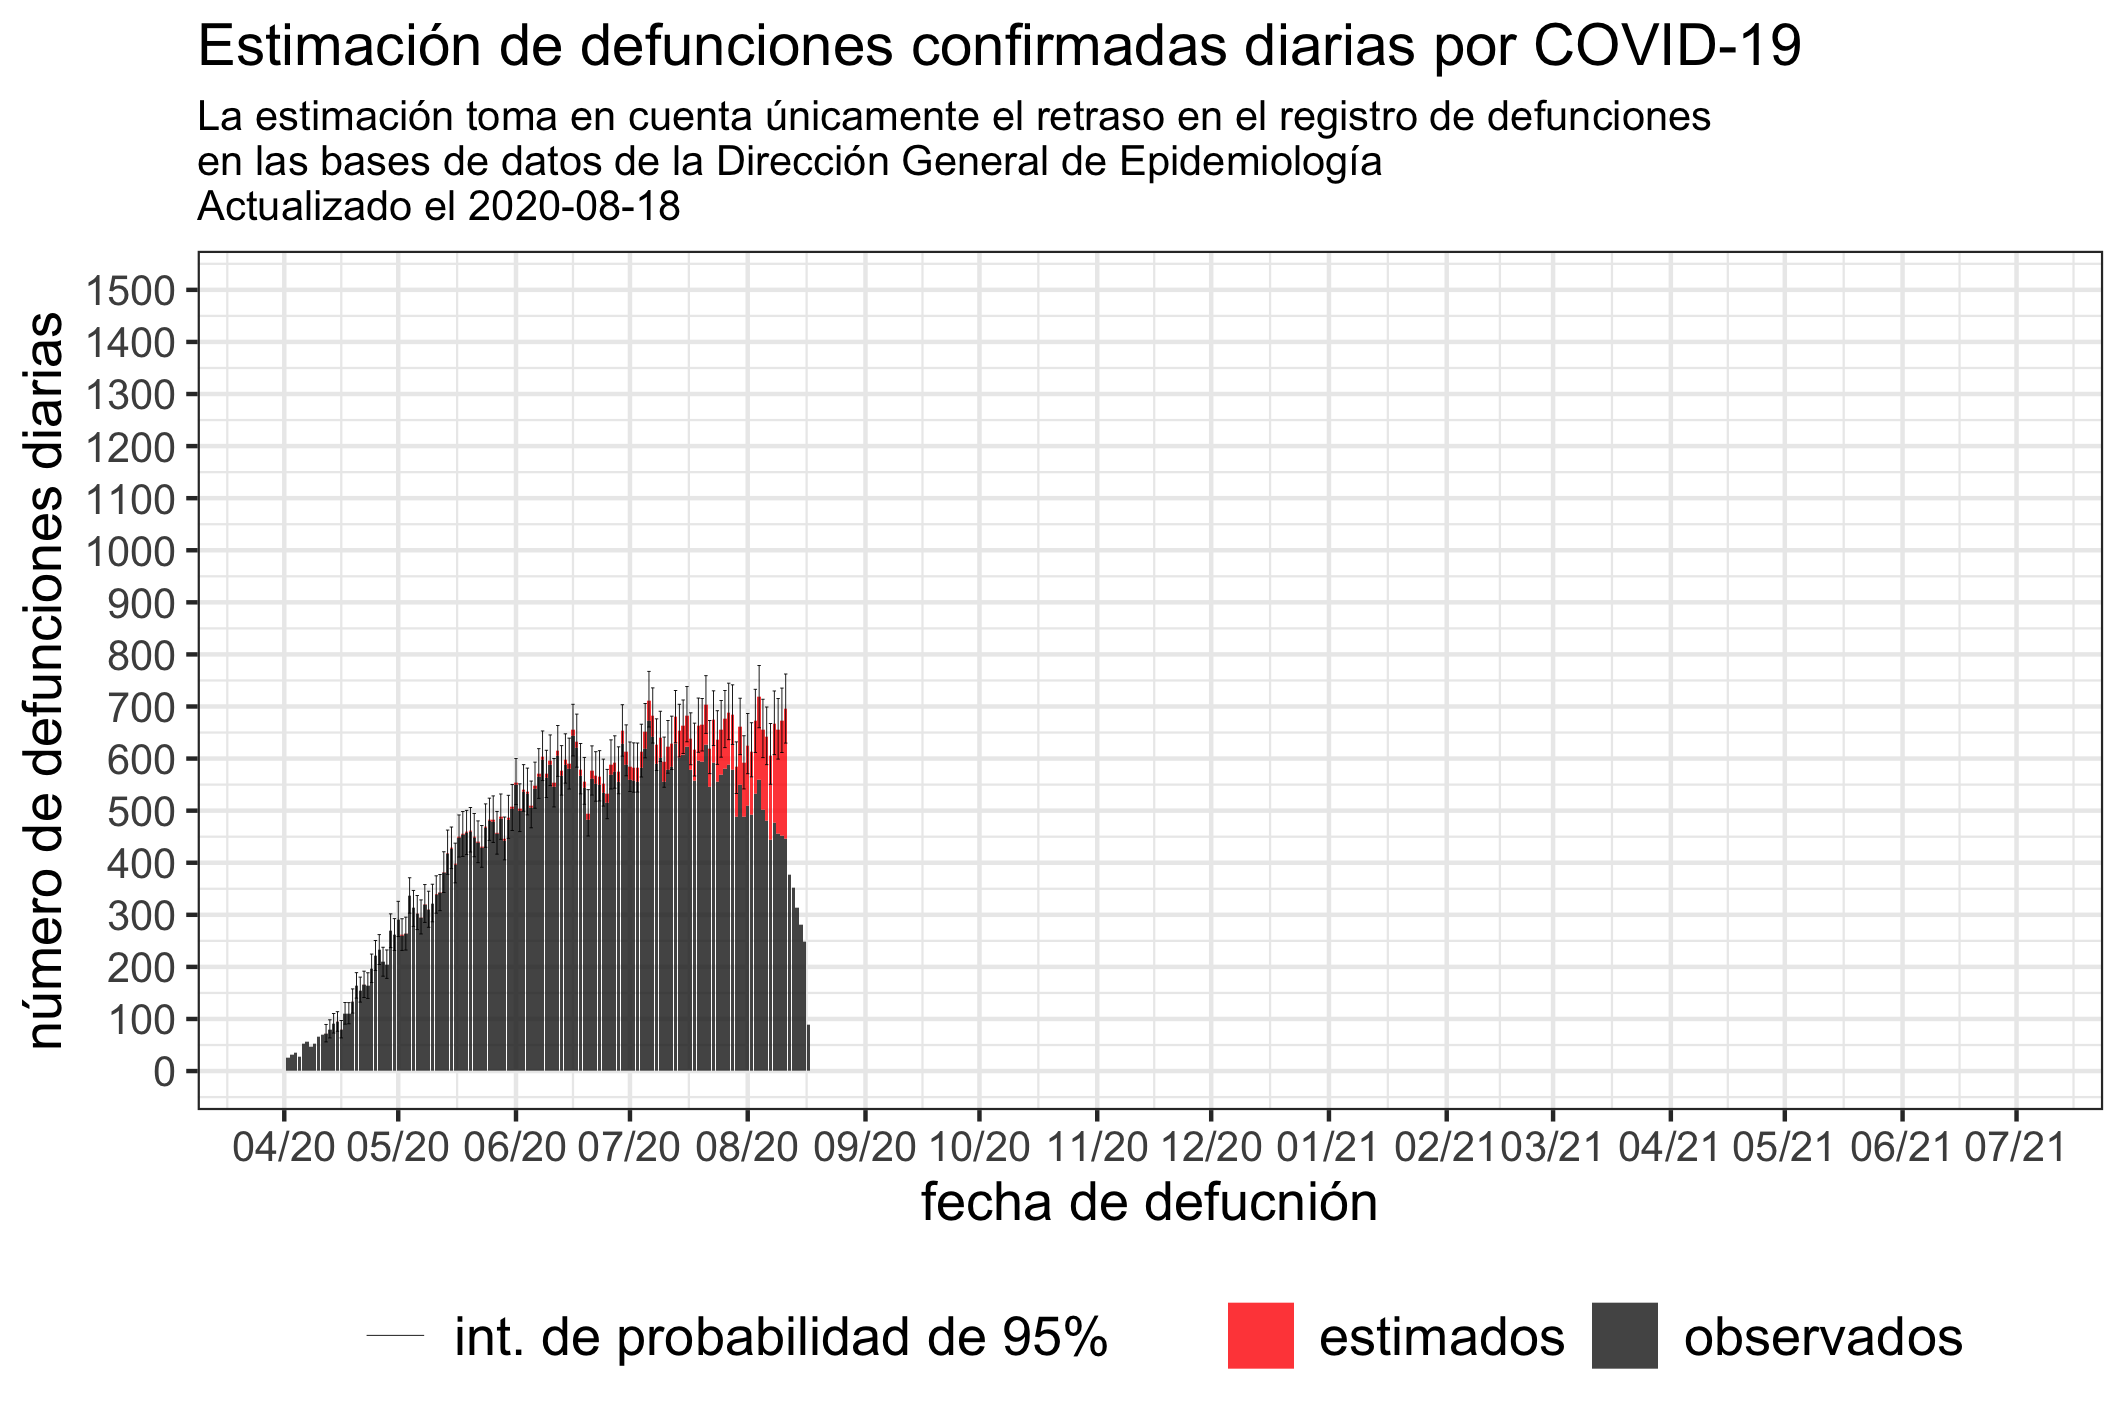 Estimación de defunciones confirmadas diarias por COVID-19
La estimación toma en cuenta únicamente el retraso en el registro de defunciones
en las bases de datos de la Dirección General de Epidemiología
Actualizado el 2020-08-18
número de defunciones diarias
1500
1400
1300
1200
1100
1000
900
800
700
600
500
400
300
200
100
0
04/20 05/20 06/20 07/20 08/20 09/20 10/20 11/20 12/20 01/21 02/21 03/21 04/21 05/21 06/21 07/21
fecha de defucnión
int. de probabilidad de 95% estimados observados